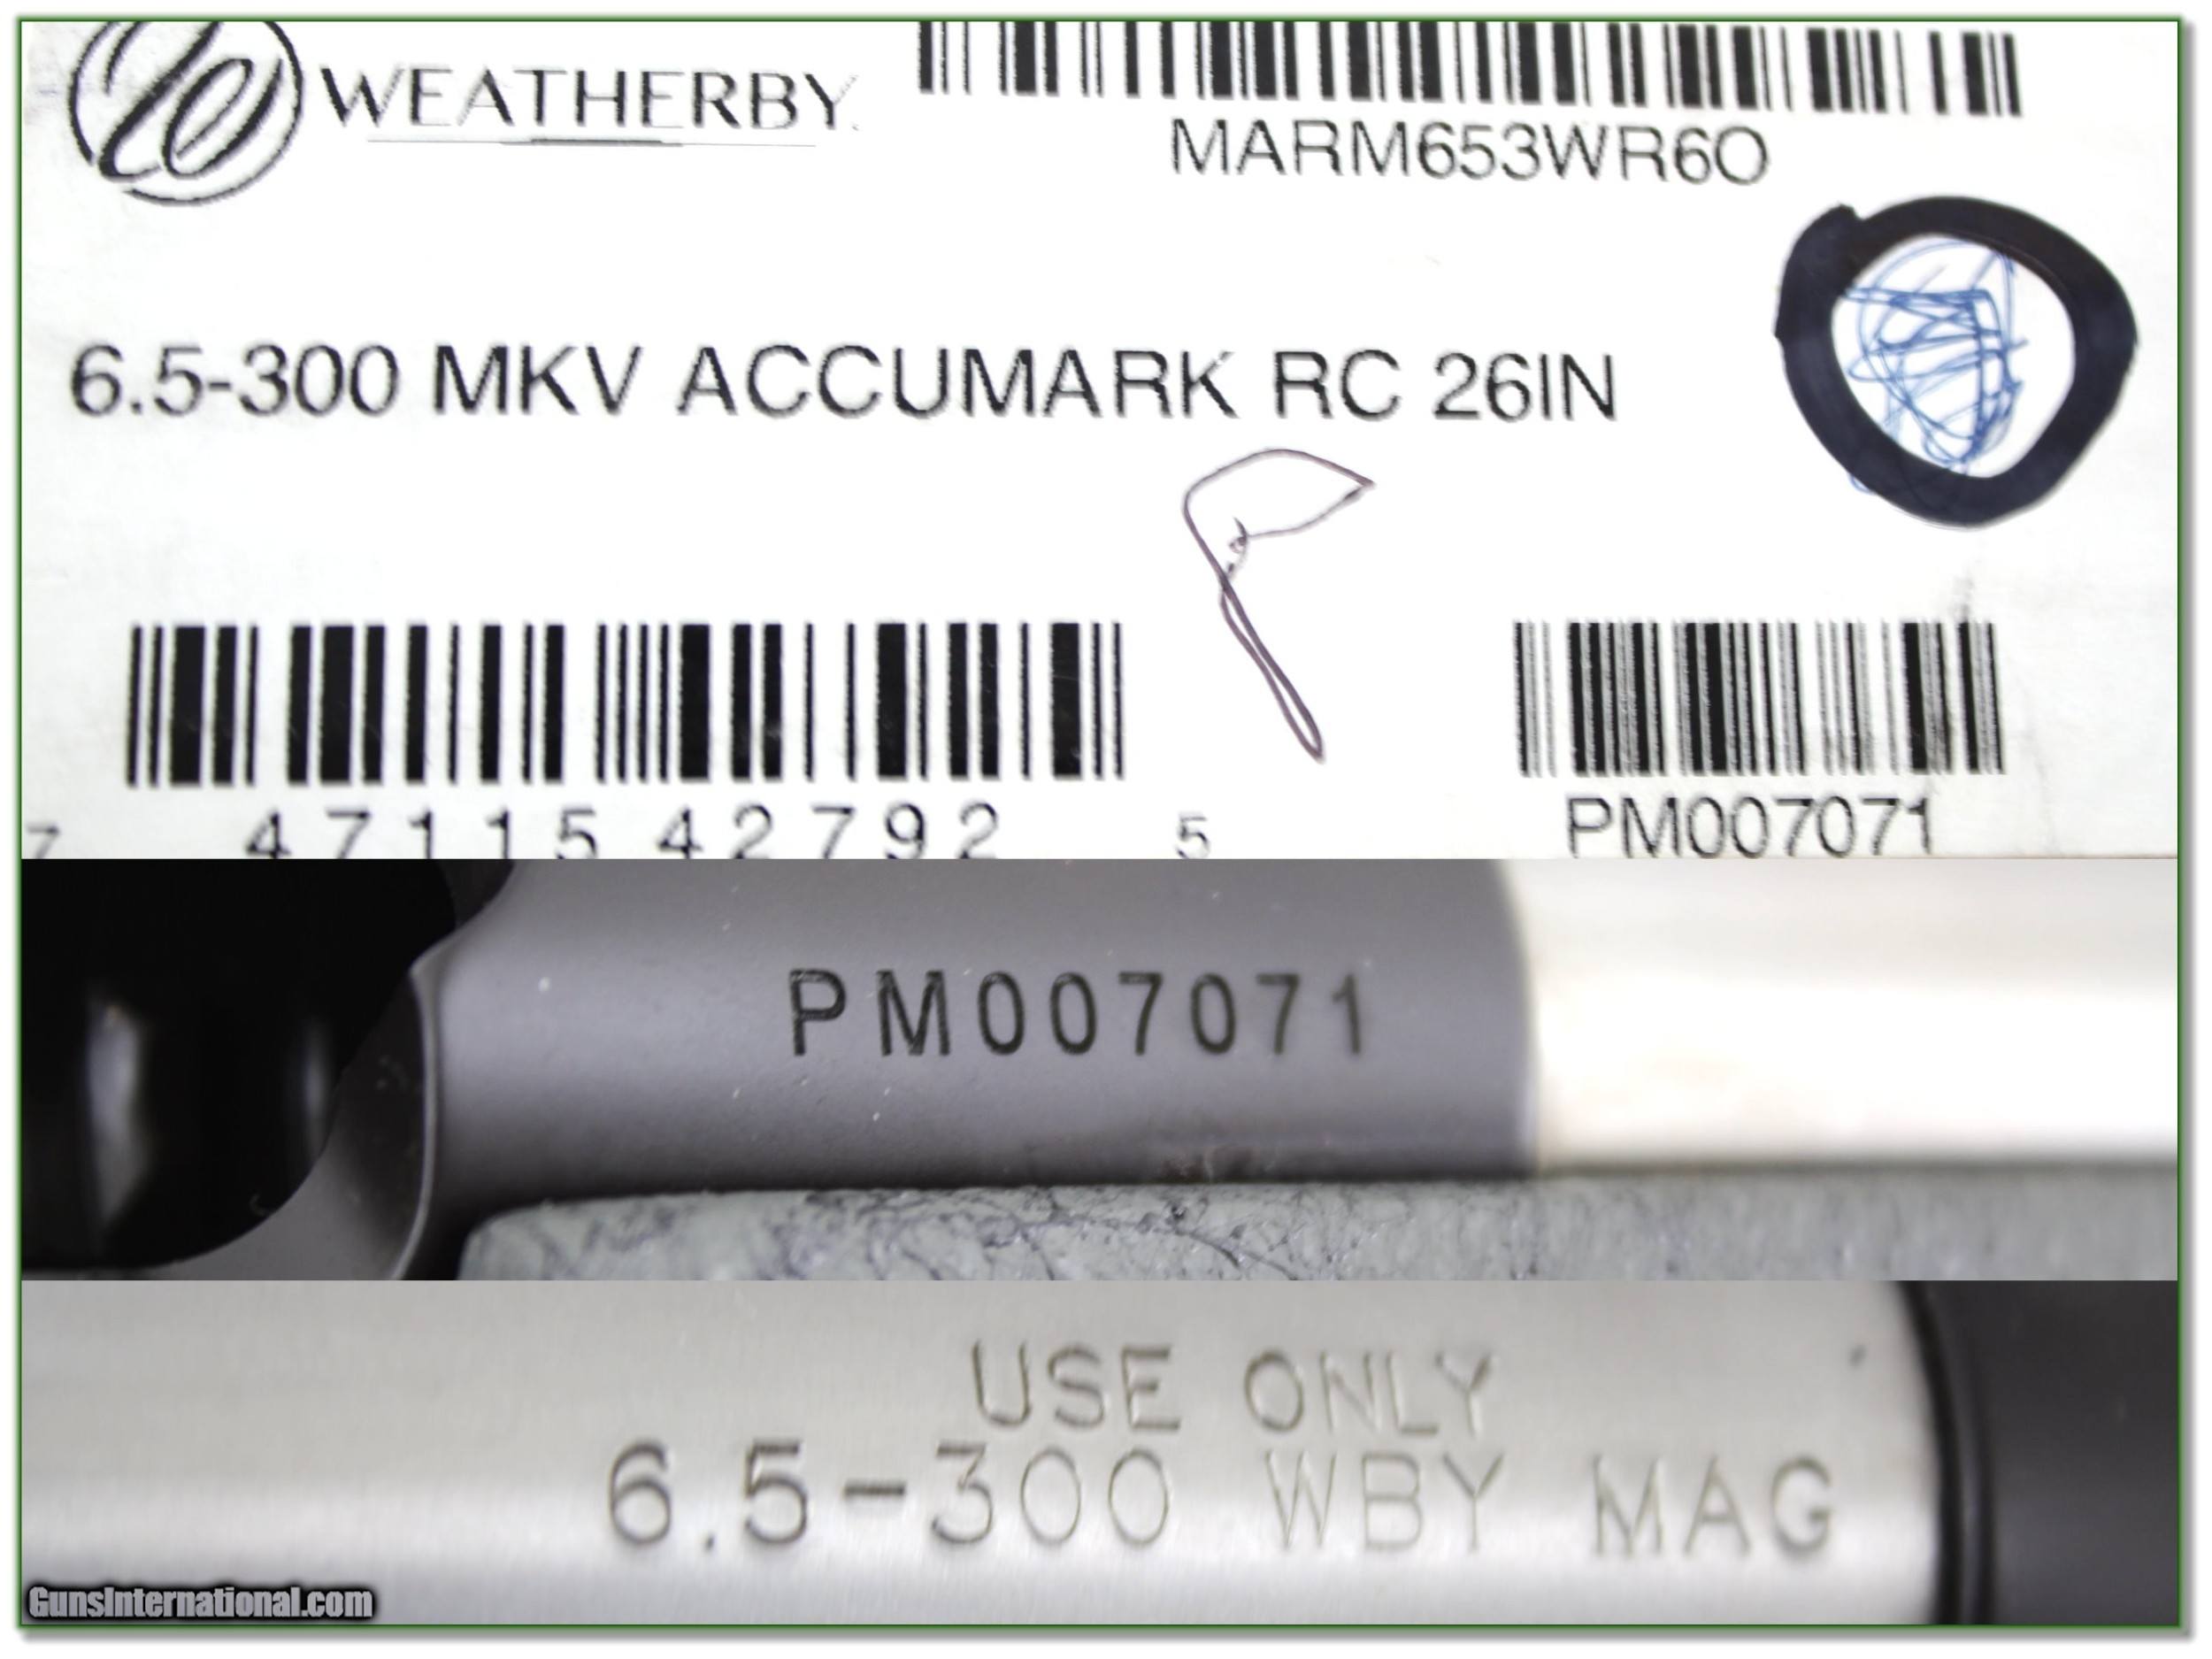 WEATHERBY
MARM653WR6O
6.5-300 MKV ACCUMARK RC 26IN
7 47115 42792 5
PM007071
PM007071
USE ONLY
6.5-300 WBY MAG
GunsInternational.com